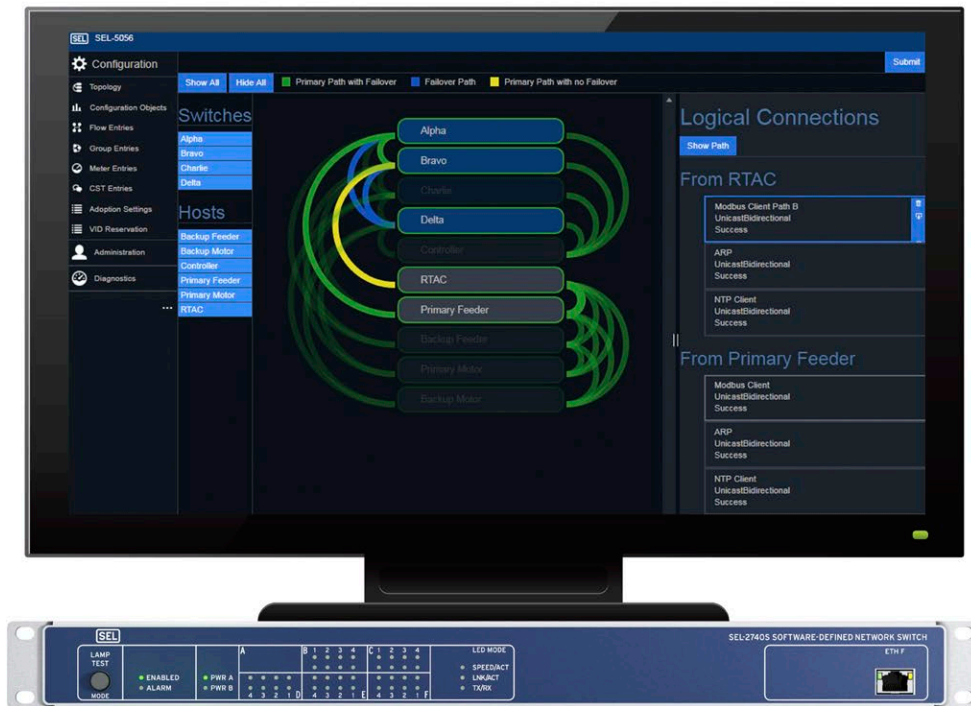 SEL SEL-5056
Configuration
Submit
Topology
Configuration Objects
Flow Entries
Group Entries
Meter Entries
CST Entries
Adoption Settings
VID Reservation
Administration
Diagnostics
...
Show All Hide All Primary Path with Failover Failover Path Primary Path with no Failover
Switches
Alpha
Bravo
Charlie
Delta
Hosts
Backup Feeder
Backup Motor
Controller
Primary Feeder
Primary Motor
RTAC
Alpha
Bravo
Charlie
Delta
Controller
RTAC
Primary Feeder
Backup Feeder
Primary Motor
Backup Motor
Logical Connections
Show Path
From RTAC
Modbus Client Path B
UnicastBidirectional
Success
ARP
UnicastBidirectional
Success
NTP Client
UnicastBidirectional
Success
From Primary Feeder
Modbus Client
UnicastBidirectional
Success
ARP
UnicastBidirectional
Success
NTP Client
UnicastBidirectional
Success
SEL
SEL-2740S SOFTWARE-DEFINED NETWORK SWITCH
LAMP
TEST
MODE
ENABLED
ALARM
PWR A
PWR B
A
B 1 2 3 4
C 1 2 3 4
4 3 2 1 D
4 3 2 1 E
4 3 2 1 F
LED MODE
SPEED/ACT
LNK/ACT
TX/RX
ETH F